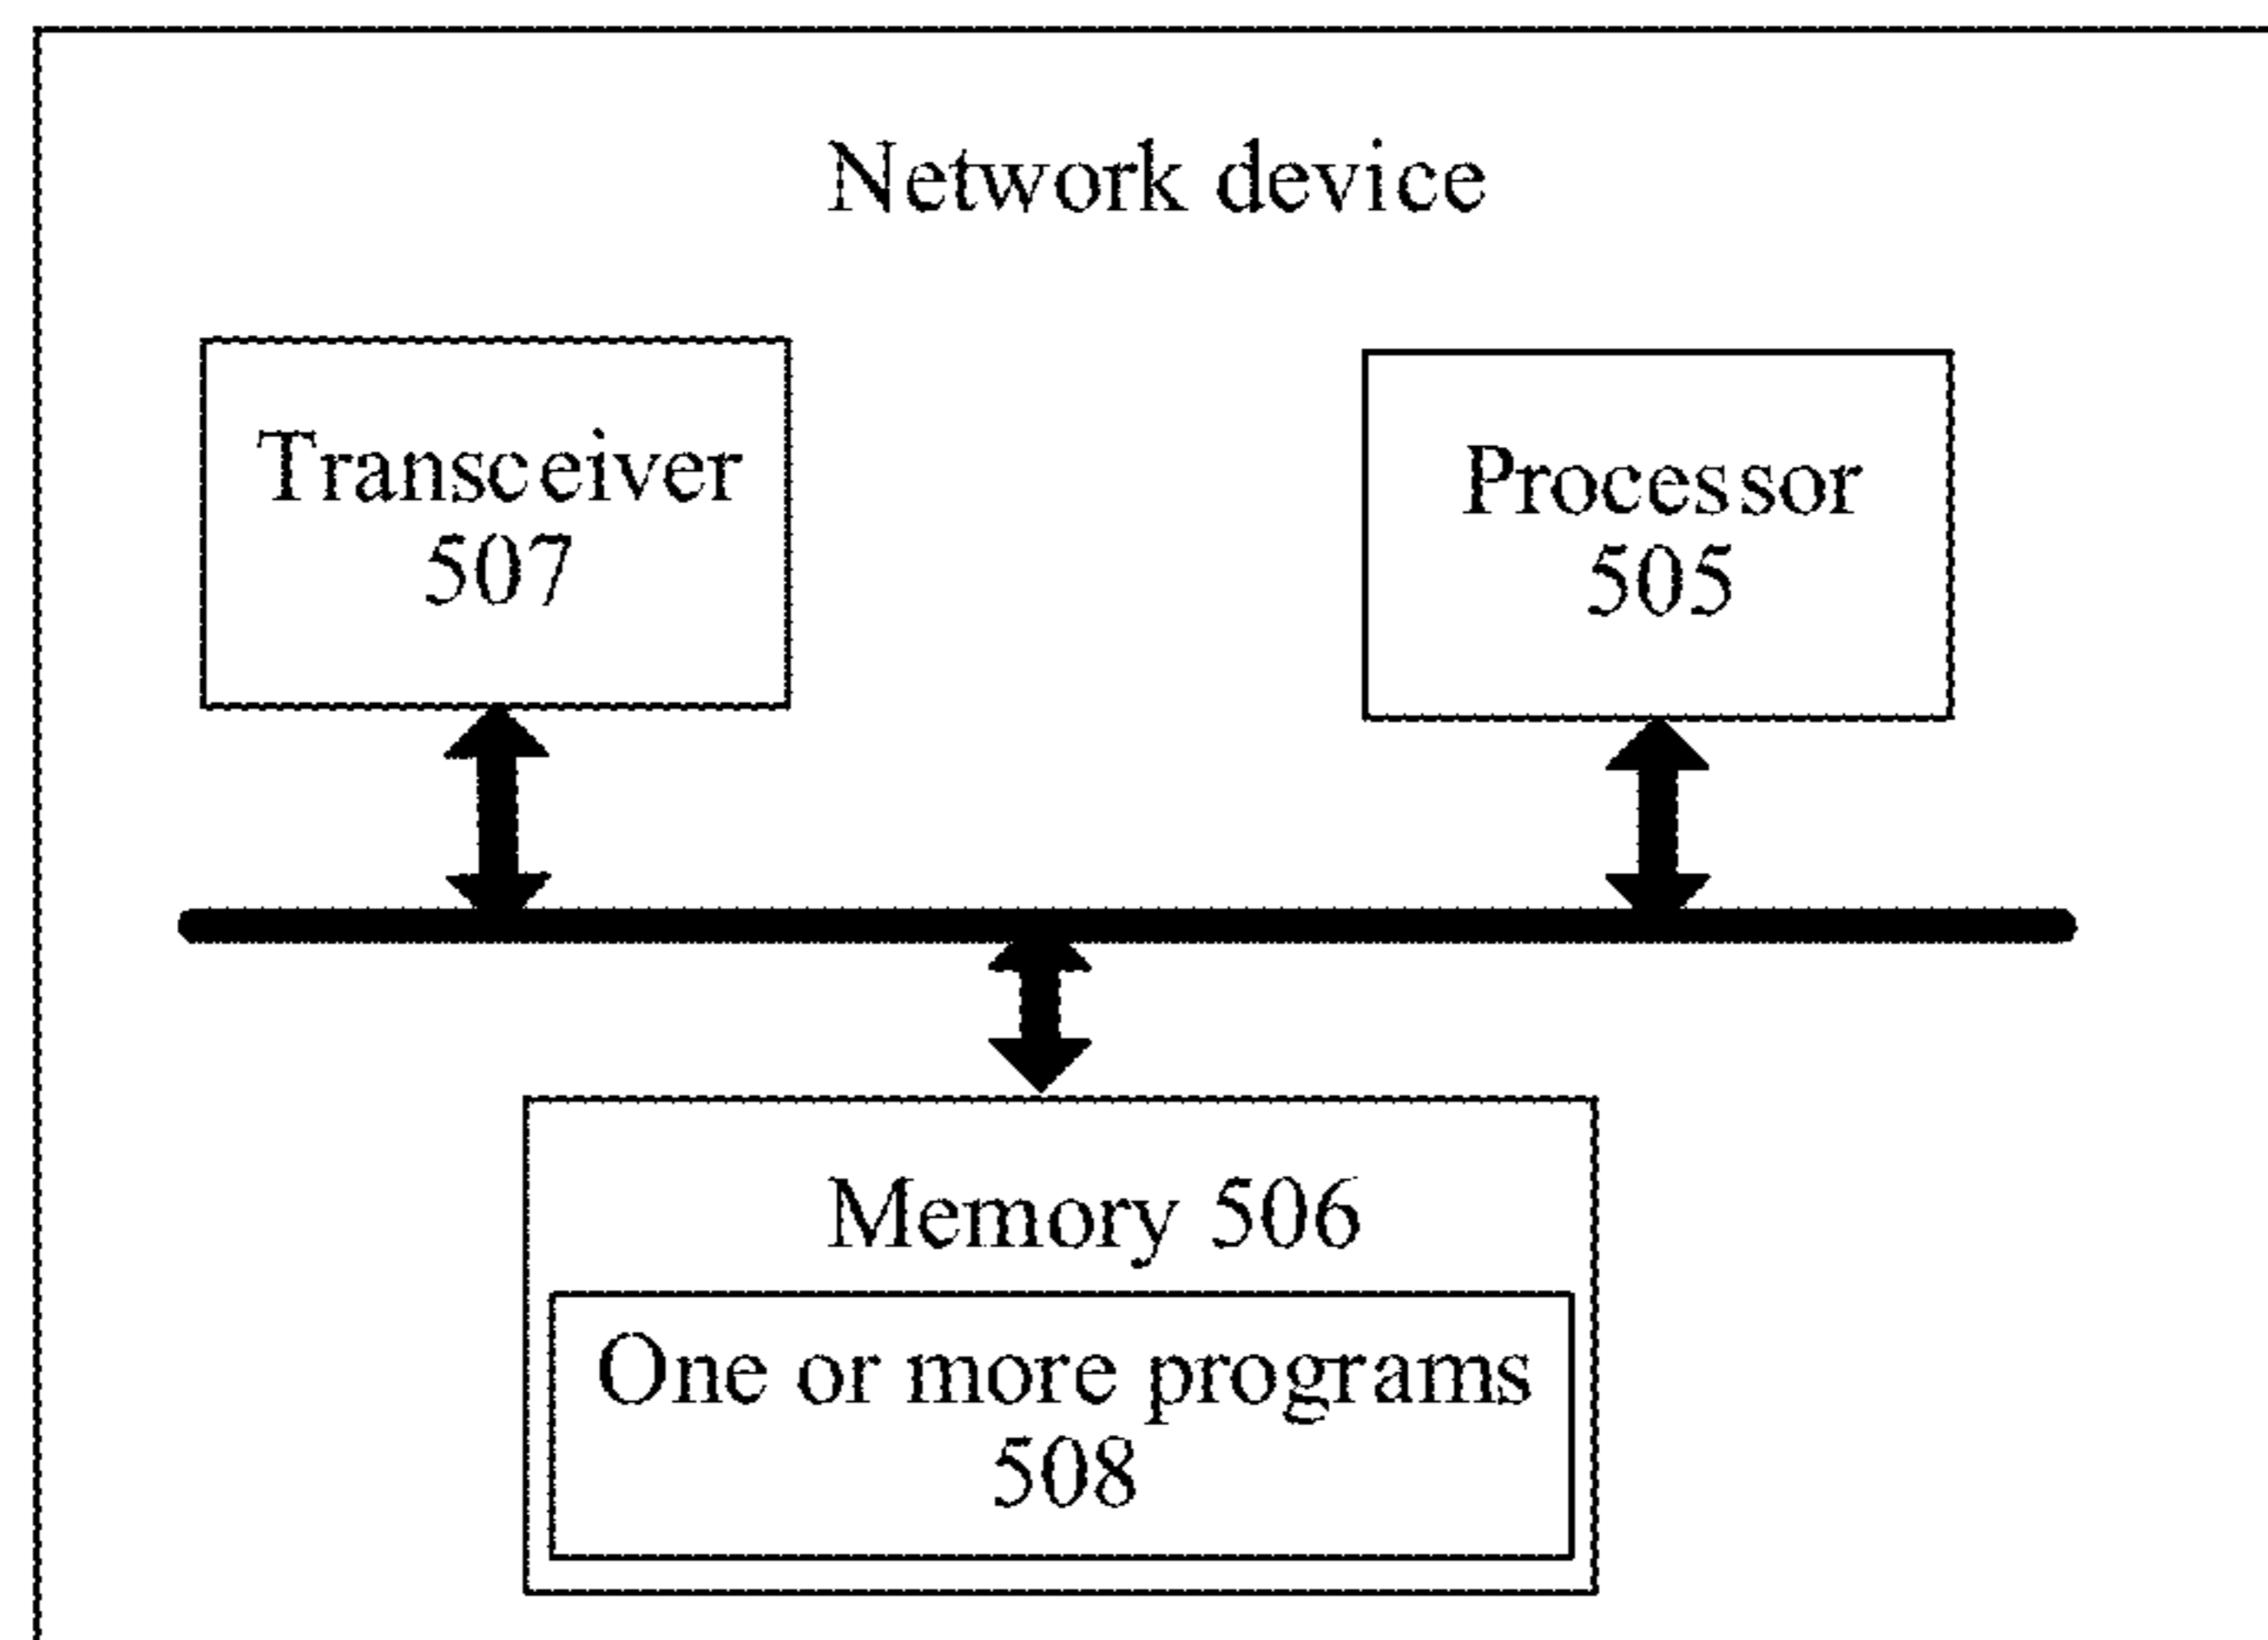 Network device
Transceiver
507
Processor
505
Memory 506
One or more programs
508